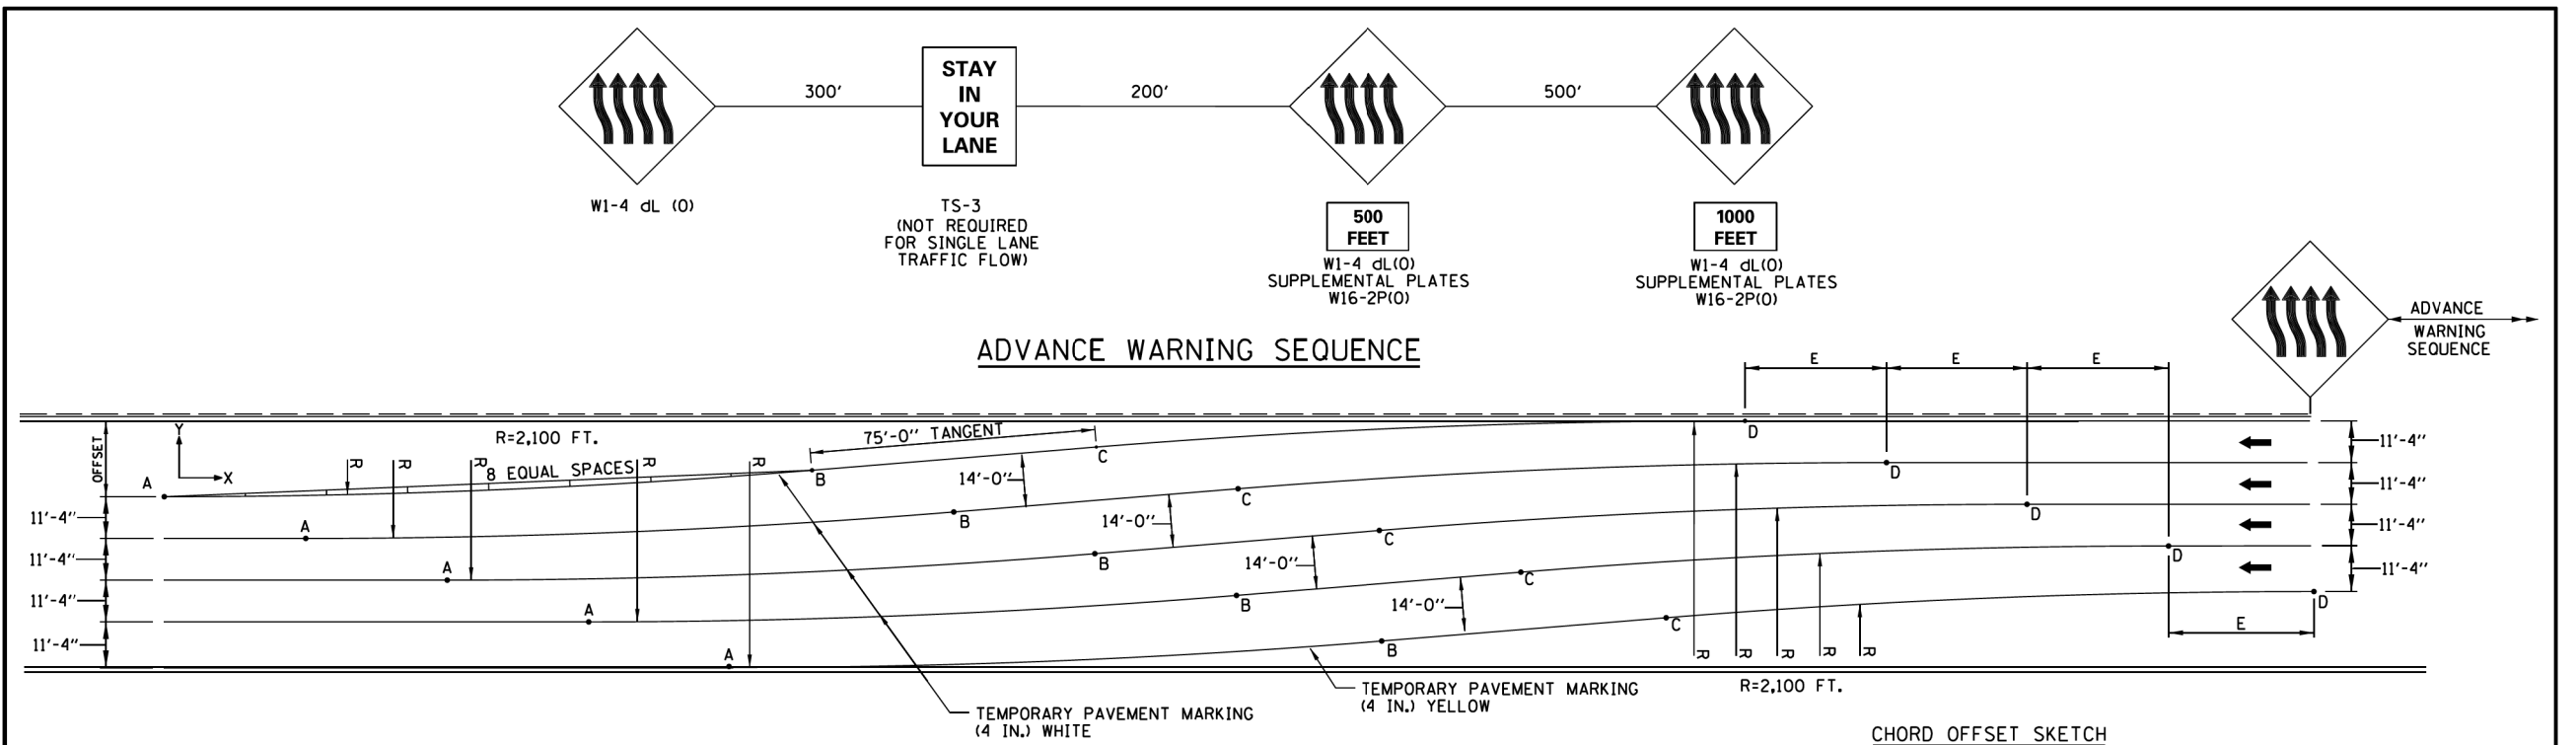 300'
200'
500'
STAY
IN
YOUR
LANE
W1-4 dL (O)
TS-3
(NOT REQUIRED
FOR SINGLE LANE
TRAFFIC FLOW)
500
FEET
W1-4 dL(O)
SUPPLEMENTAL PLATES
W16-2P(O)
1000
FEET
W1-4 dL(O)
SUPPLEMENTAL PLATES
W16-2P(O)
ADVANCE
WARNING
SEQUENCE
ADVANCE WARNING SEQUENCE
E
E
E
OFFSET
Y
X
R=2,100 FT.
75'-0" TANGENT
8 EQUAL SPACES
R
R
R
R
R
A
B
C
D
11'-4"
14'-0"
11'-4"
A
B
C
D
11'-4"
14'-0"
11'-4"
A
B
C
D
11'-4"
14'-0"
11'-4"
A
B
C
D
11'-4"
14'-0"
11'-4"
A
B
C
D
E
R
R
R
R
R
R=2,100 FT.
TEMPORARY PAVEMENT MARKING
(4 IN.) WHITE
TEMPORARY PAVEMENT MARKING
(4 IN.) YELLOW
CHORD OFFSET SKETCH